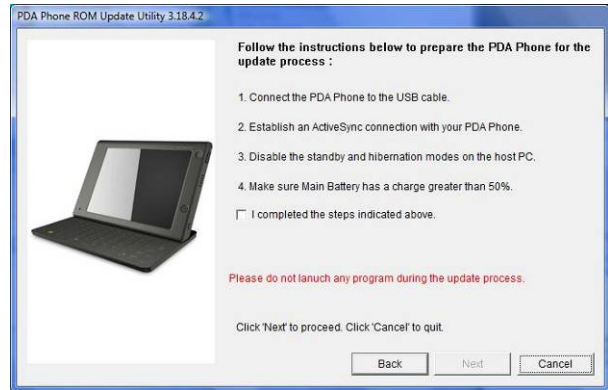 PDA Phone ROM Update Utility 3.18.4.2
Follow the instructions below to prepare the PDA Phone for the
update process :
1. Connect the PDA Phone to the USB cable.
2. Establish an ActiveSync connection with your PDA Phone.
3. Disable the standby and hibernation modes on the host PC.
4. Make sure Main Battery has a charge greater than 50%.
I completed the steps indicated above.
Please do not lanuch any program during the update process.
Click 'Next' to proceed. Click 'Cancel' to quit.
Back Next Cancel